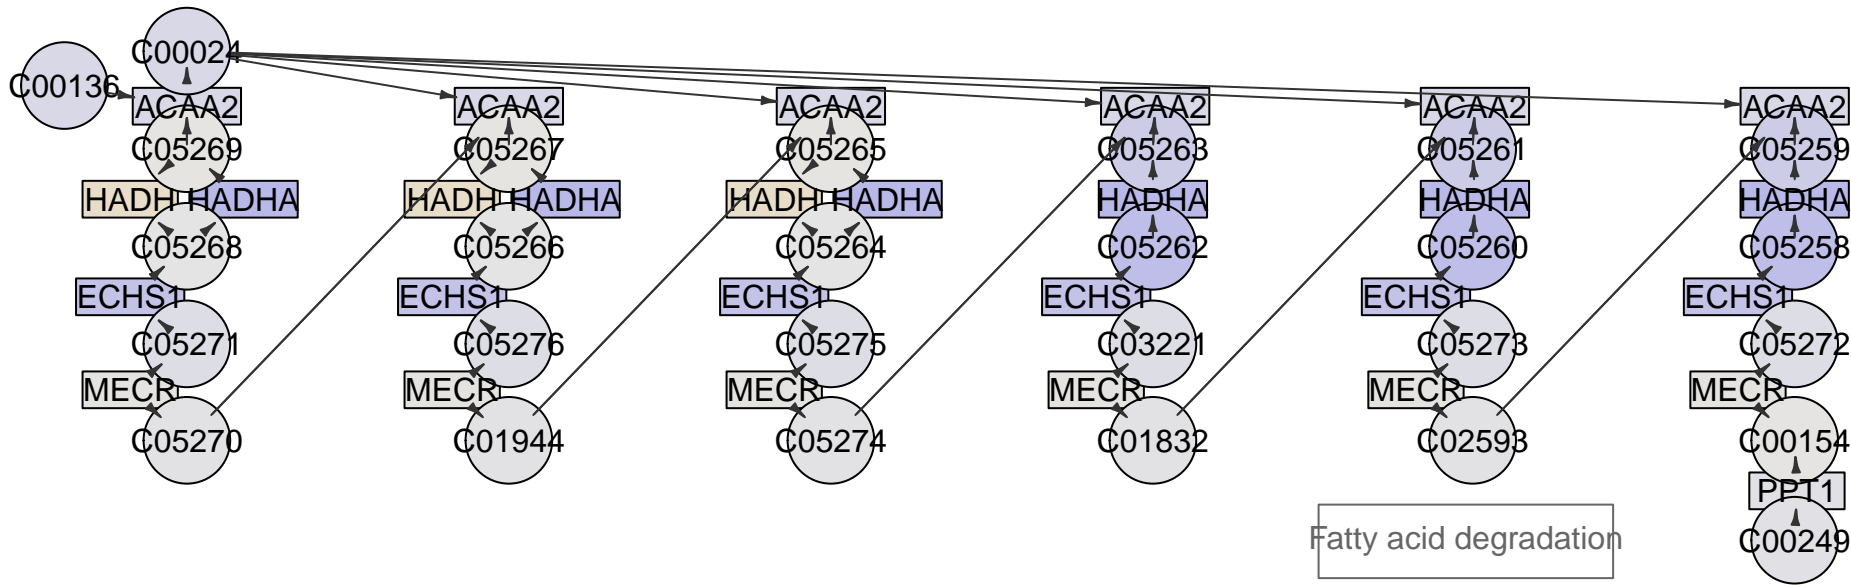 C00024
C00136
ACAA2 ACAA2 ACAA2 ACAA2 ACAA2 ACAA2
C05269 C05267 C05265 C05263 C05261 C05259
HADH HADHA HADH HADHA HADH HADHA HADHA HADHA HADHA
C05268 C05266 C05264 C05262 C05260 C05258
ECHS1 ECHS1 ECHS1 ECHS1 ECHS1 ECHS1
C05271 C05276 C05275 C03221 C05273 C05272
MECR MECR MECR MECR MECR MECR
C05270 C01944 C05274 C01832 C02593 C00154
PPT1
Fatty acid degradation C00249